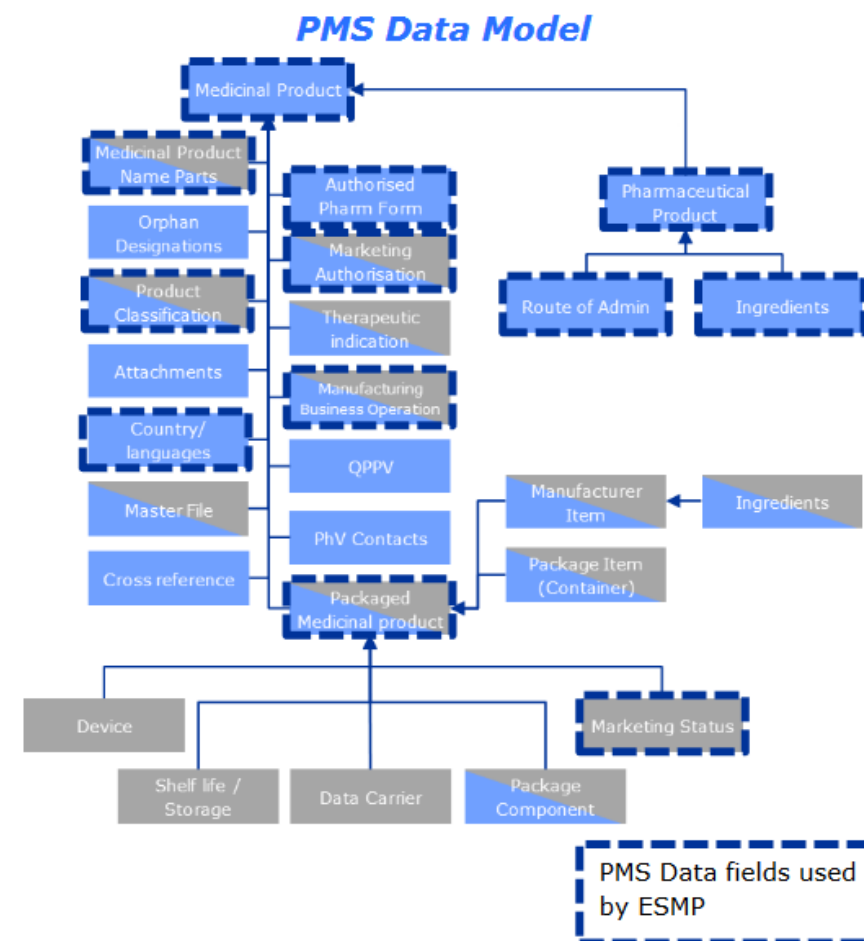 PMS Data Model
Medicinal Product
Medicinal Product
Name Parts
Authorised
Pharm Form
Pharmaceutical
Product
Orphan
Designations
Marketing
Authorisation
Product
Classification
Route of Admin
Ingredients
Therapeutic
indication
Attachments
Manufacturing
Business Operation
Country/
languages
QPPV
Manufacturer
Item
Ingredients
Master File
PhV Contacts
Package Item
(Container)
Cross reference
Packaged
Medicinal product
Device
Marketing Status
Shelf life /
Storage
Data Carrier
Package
Component
PMS Data fields used
by ESMP